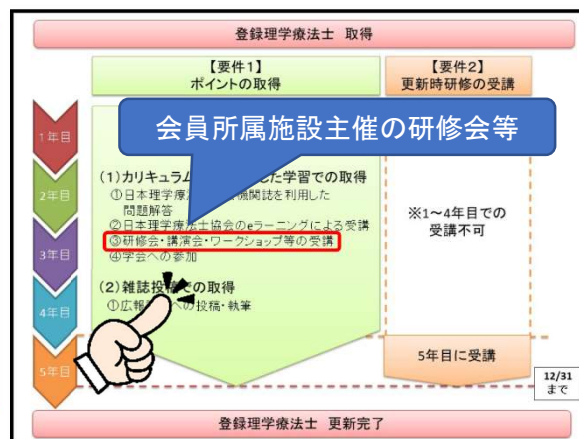 登録理学療法士 取得
【要件1】
ポイントの取得
【要件2】
更新時研修の受講
会員所属施設主催の研修会等
1年目
2年目
3年目
4年目
5年目
(1)カリキュラム した学習での取得
①日本理学療法 機関誌を利用した
問題解答
②日本理学療法士協会のeラーニングによる受講
③研修会・講演会・ワークショップ等の受講
④学会への参加
(2)雑誌投稿での取得
①広報 への投稿・執筆
※1~4年目での
受講不可
5年目に受講
12/31
まで
登録理学療法士 更新完了